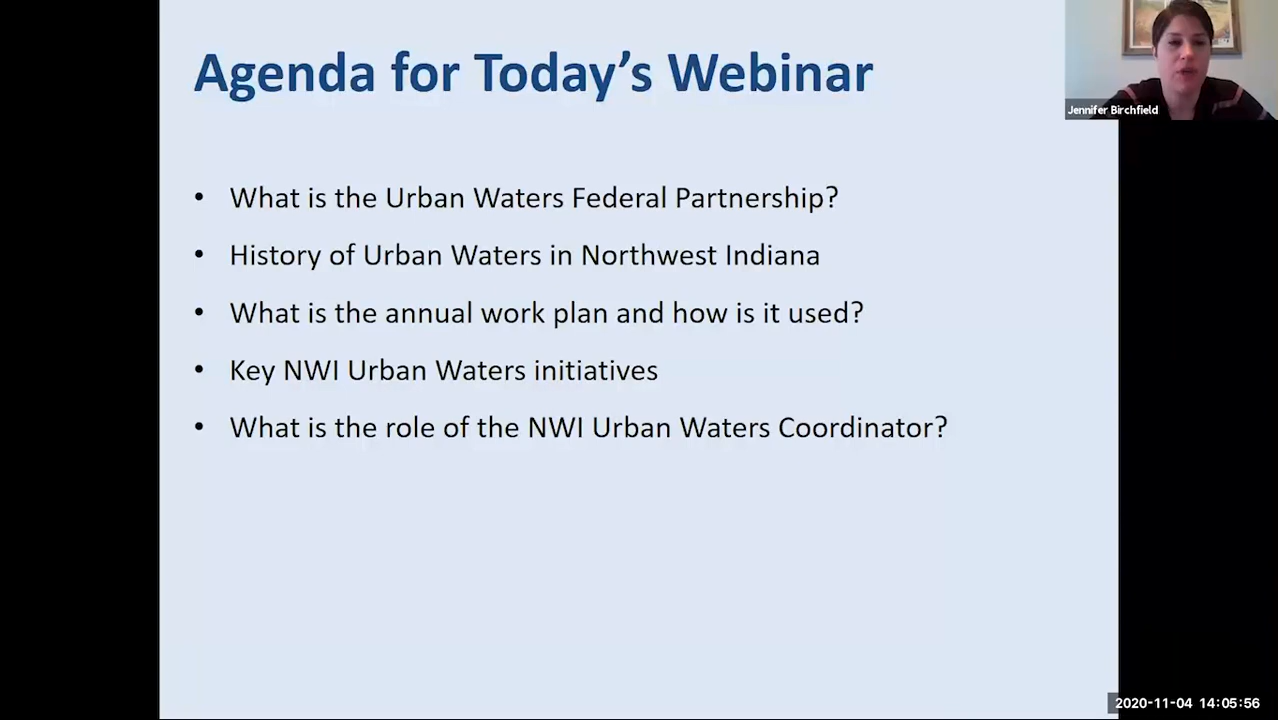 Agenda for Today’s Webinar
Jennifer Birchfield
• What is the Urban Waters Federal Partnership?
• History of Urban Waters in Northwest Indiana
• What is the annual work plan and how is it used?
• Key NWI Urban Waters initiatives
• What is the role of the NWI Urban Waters Coordinator?
2020-11-04 14:05:56